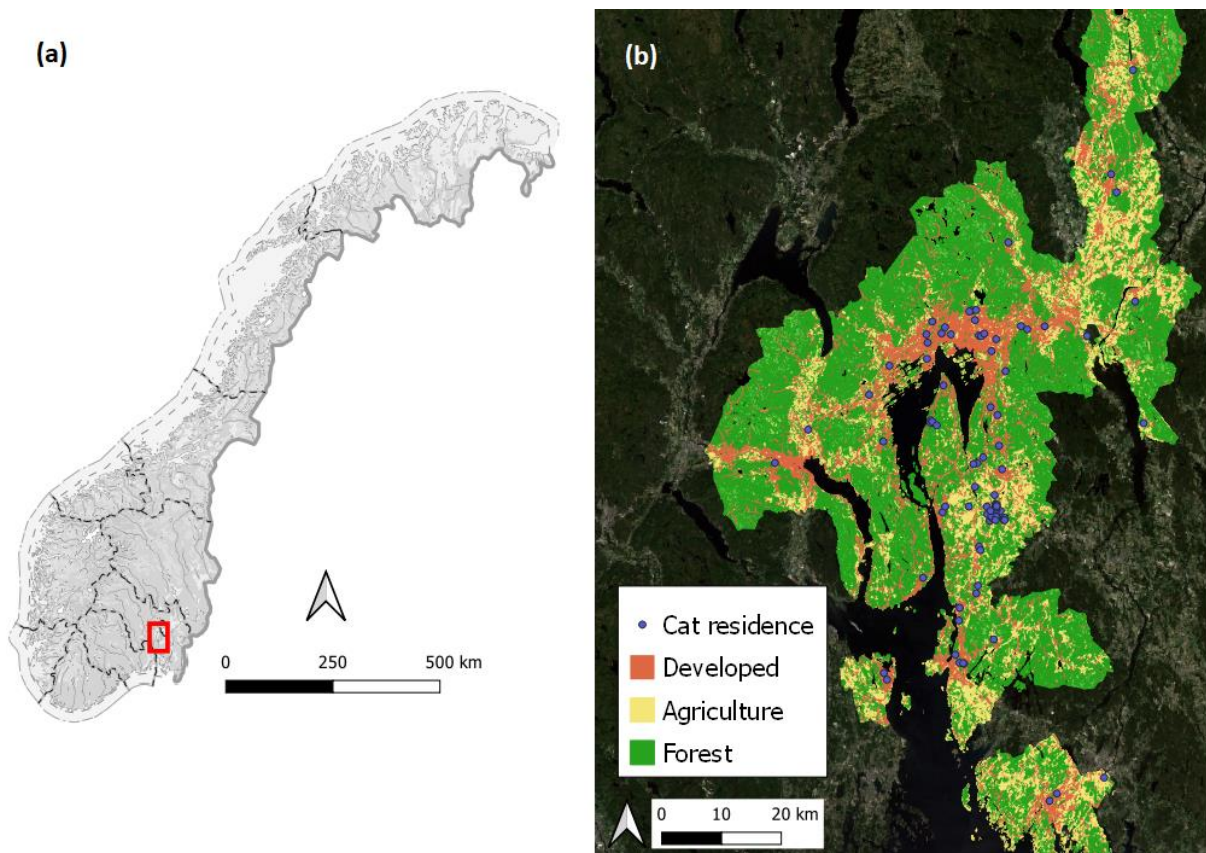 (a)
0 250 500 km
(b)
Cat residence
Developed
Agriculture
Forest
0 10 20 km